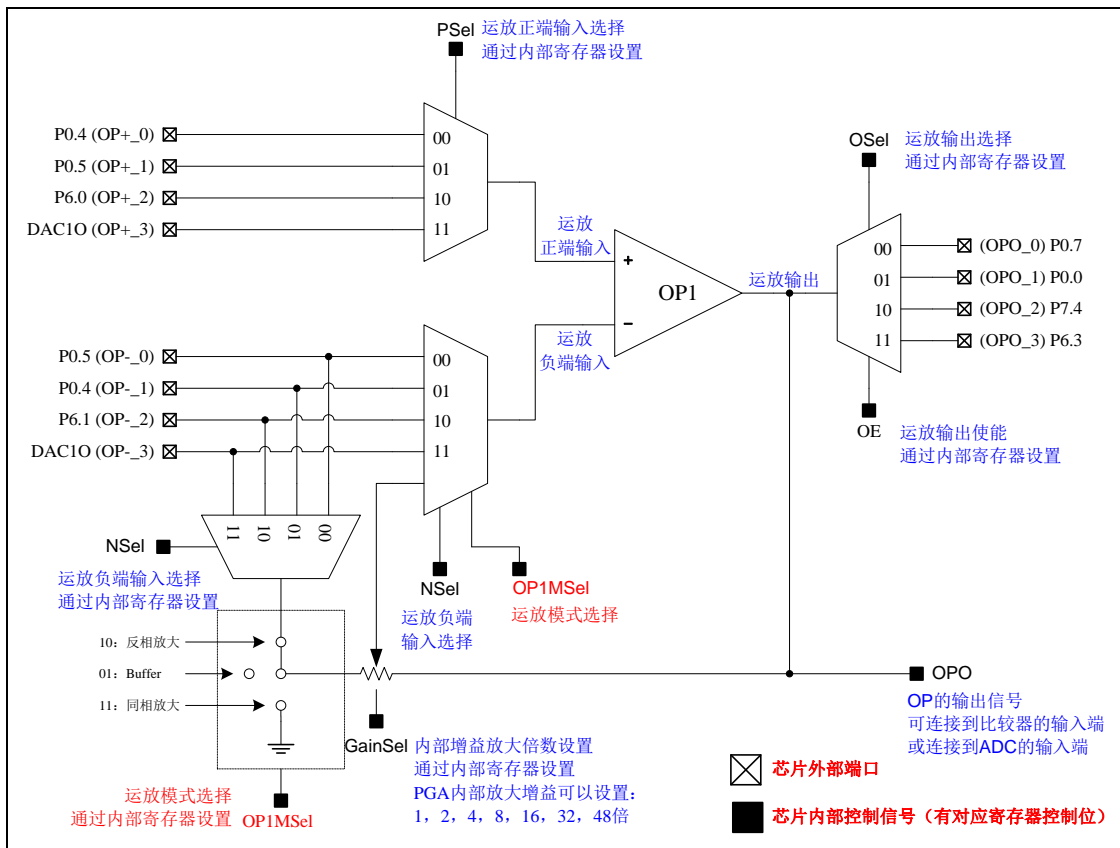 PSel
运放正端输入选择
通过内部寄存器设置
P0.4 (OP+_0)
P0.5 (OP+_1)
P6.0 (OP+_2)
DAC1O (OP+_3)
00
01
10
11
运放
正端输入
OSel
运放输出选择
通过内部寄存器设置
+
OP1
−
运放输出
00
01
10
11
(OPO_0) P0.7
(OPO_1) P0.0
(OPO_2) P7.4
(OPO_3) P6.3
OE
运放输出使能
通过内部寄存器设置
运放
负端输入
P0.5 (OP-_0)
P0.4 (OP-_1)
P6.1 (OP-_2)
DAC1O (OP-_3)
00
01
10
11
11
10
01
00
NSel
运放负端输入选择
通过内部寄存器设置
NSel
运放负端
输入选择
OP1MSel
运放模式选择
10：反相放大
01：Buffer
11：同相放大
运放模式选择
通过内部寄存器设置
OP1MSel
GainSel
内部增益放大倍数设置
通过内部寄存器设置
PGA内部放大增益可以设置：
1，2，4，8，16，32，48倍
OPO
OP的输出信号
可连接到比较器的输入端
或连接到ADC的输入端
芯片外部端口
芯片内部控制信号（有对应寄存器控制位）